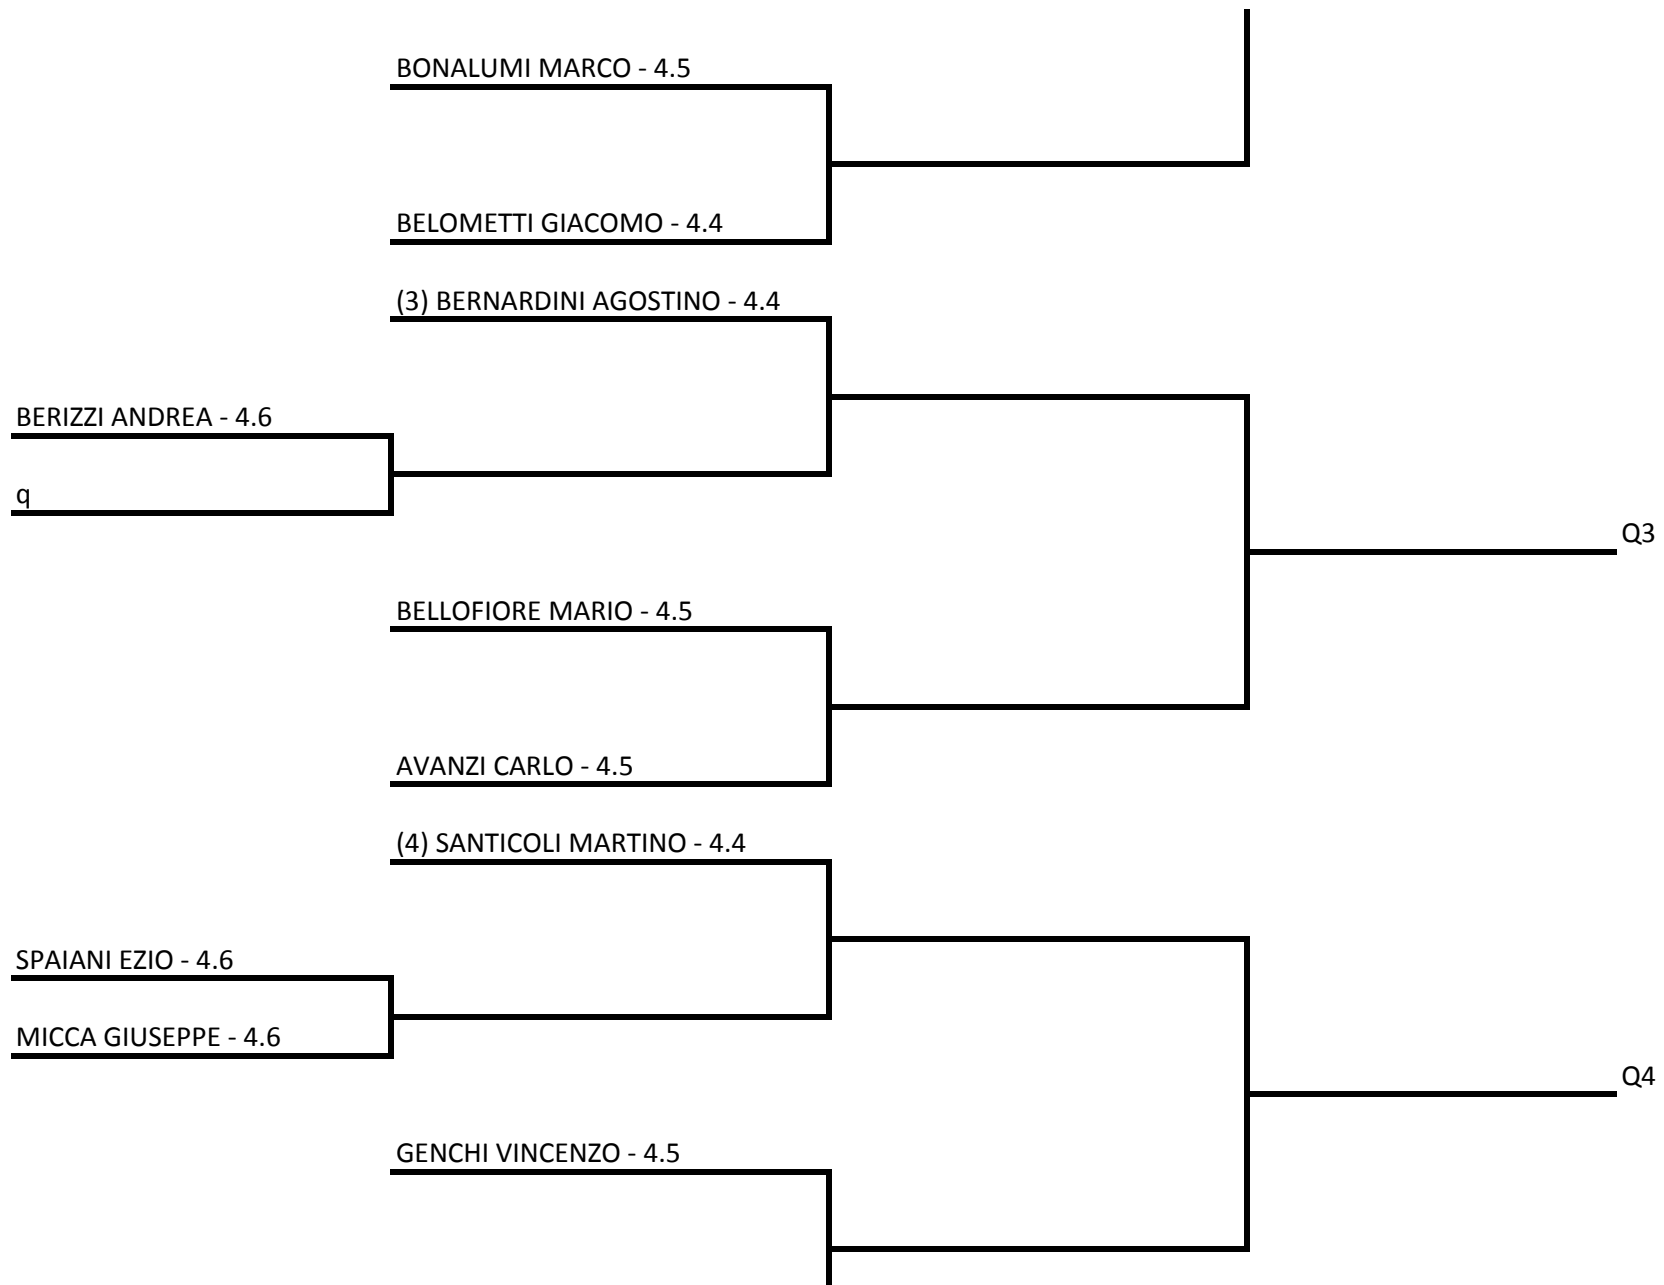 BONALUMI MARCO - 4.5
BELOMETTI GIACOMO - 4.4
(3) BERNARDINI AGOSTINO - 4.4
BERIZZI ANDREA - 4.6
q
Q3
BELLOFIORE MARIO - 4.5
AVANZI CARLO - 4.5
(4) SANTICOLI MARTINO - 4.4
SPAIANI EZIO - 4.6
MICCA GIUSEPPE - 4.6
Q4
GENCHI VINCENZO - 4.5